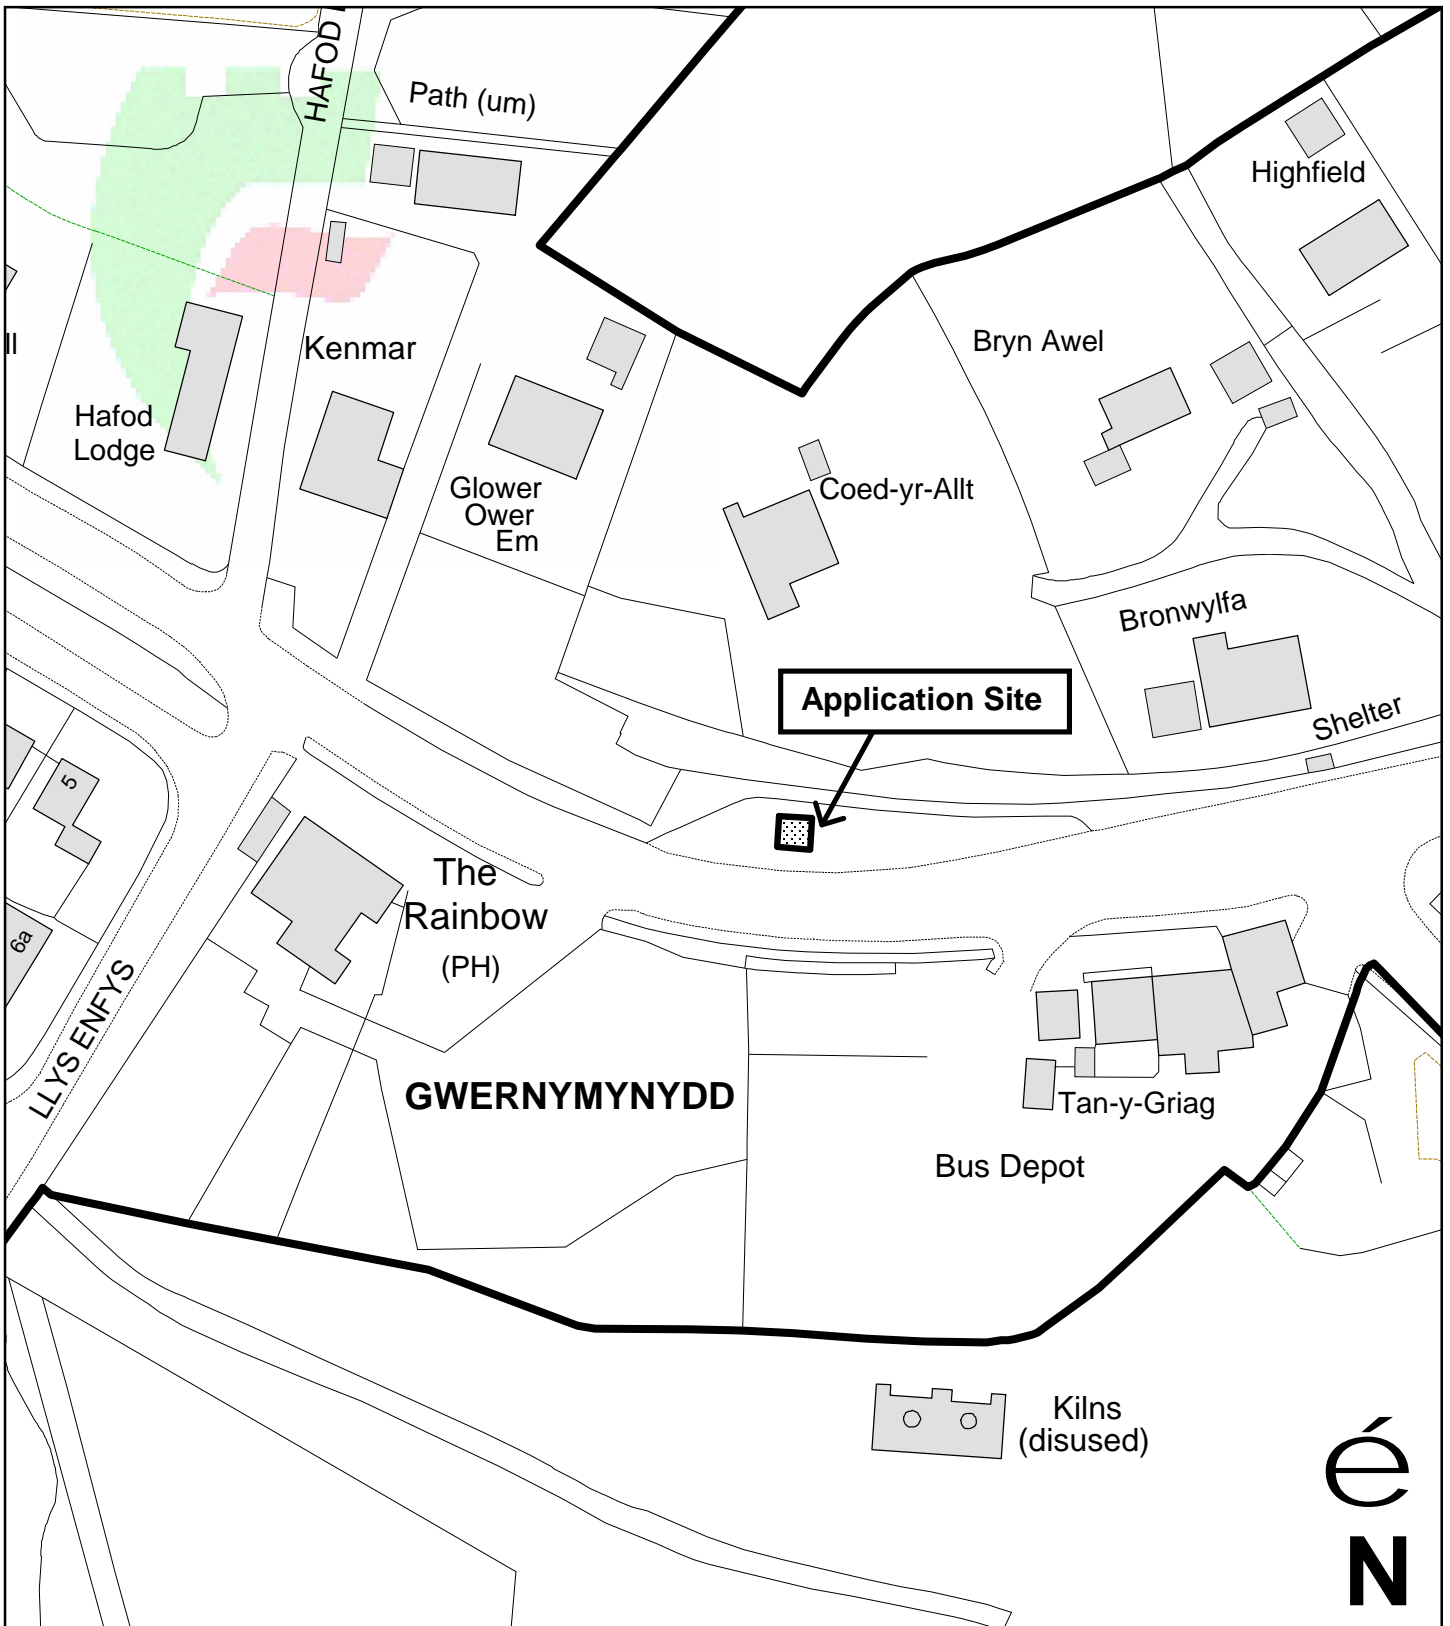 HAFOD
Path (um)
Highfield
ll
Kenmar
Bryn Awel
Hafod
Lodge
Glower
Ower
Em
Coed-yr-Allt
Bronwylfa
Application Site
Shelter
5
The
Rainbow
(PH)
6a
LLYS ENFYS
GWERNYMYNYDD
Tan-y-Griag
Bus Depot
Kilns
(disused)
é
N